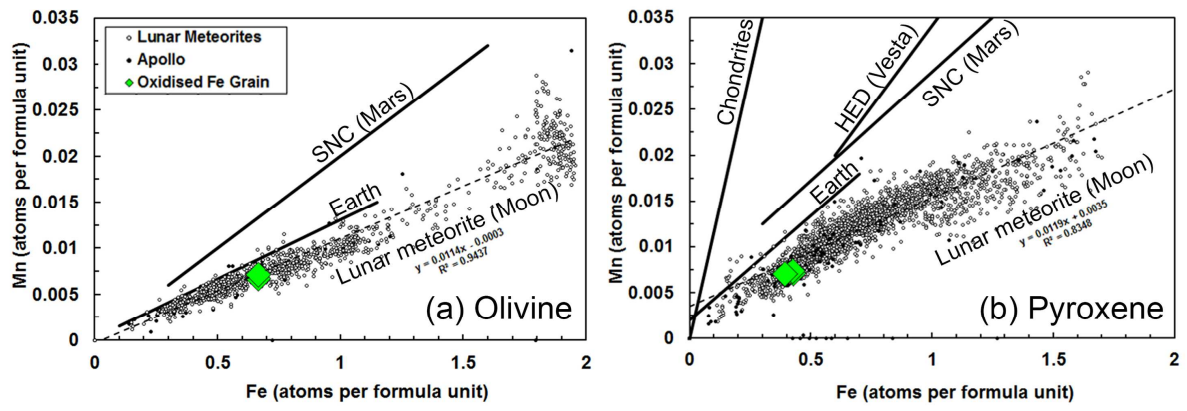 (a)
0.035
0.03
0.025
0.02
0.015
0.01
0.005
0
Mn (atoms per formula unit)
Lunar Meteorites
Apollo
Oxidised Fe Grain
SNC (Mars)
Earth
Lunar meteorite (Moon)
y = 0.0114x - 0.0003
R² = 0.9437
(a) Olivine
0 0.5 1 1.5 2
Fe (atoms per formula unit)
(b)
0.035
0.03
0.025
0.02
0.015
0.01
0.005
0
Mn (atoms per formula unit)
Chondrites
HED (Vesta)
SNC (Mars)
Earth
Lunar meteorite (Moon)
y = 0.0119x + 0.0035
R² = 0.8348
(b) Pyroxene
0 0.5 1 1.5 2
Fe (atoms per formula unit)